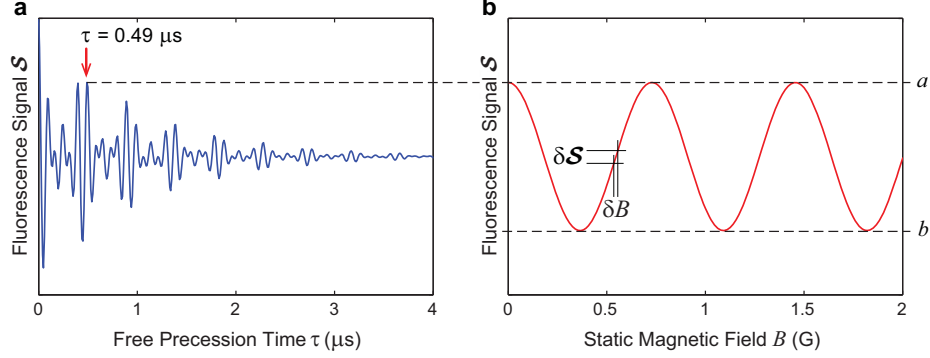 a
τ = 0.49 μs
Fluorescence Signal 𝓢
0
1
2
3
4
Free Precession Time τ (μs)
b
Fluorescence Signal 𝓢
a
δ𝓢
δB
b
0
0.5
1
1.5
2
Static Magnetic Field B (G)